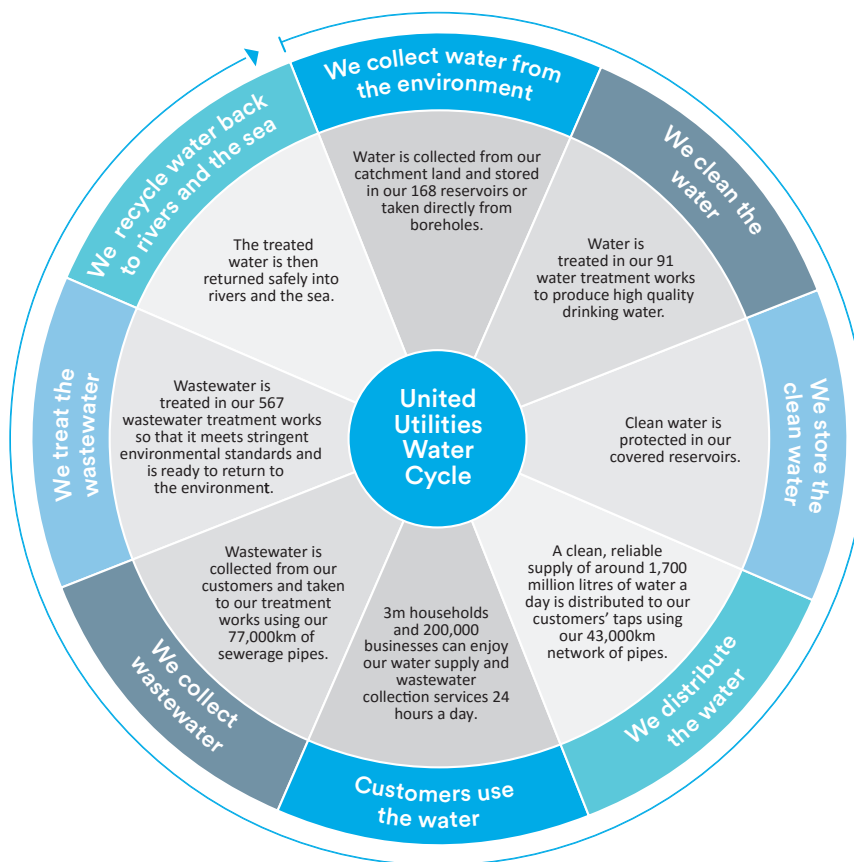 We collect water from
the environment
Water is collected from our
catchment land and stored
in our 168 reservoirs or
taken directly from
boreholes.
We clean the
water
Water is
treated in our 91
water treatment works
to produce high quality
drinking water.
We store the
clean water
Clean water is
protected in our
covered reservoirs.
We distribute
the water
A clean, reliable
supply of around 1,700
million litres of water a
day is distributed to our
customers’ taps using
our 43,000km
network of pipes.
Customers use
the water
3m households
and 200,000
businesses can enjoy
our water supply and
wastewater
collection services 24
hours a day.
We collect
wastewater
Wastewater is
collected from our
customers and taken
to our treatment
works using our
77,000km of
sewerage pipes.
We treat the
wastewater
Wastewater is
treated in our 567
wastewater treatment works
so that it meets stringent
environmental standards and
is ready to return to
the environment.
We recycle water back
to rivers and the sea
The treated
water is then
returned safely into
rivers and the sea.
United
Utilities
Water
Cycle